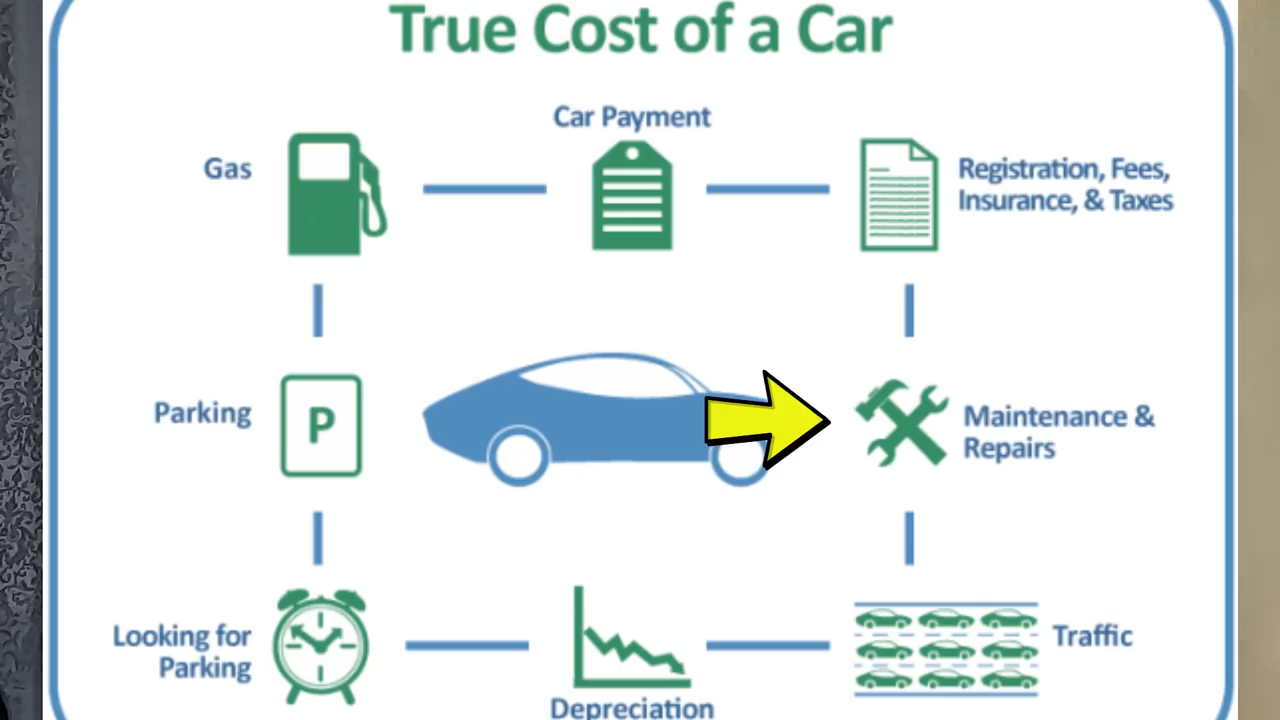 True Cost of a Car
Car Payment
Gas
Registration, Fees,
Insurance, & Taxes
Parking
P
Maintenance &
Repairs
Looking for
Parking
Traffic
Depreciation